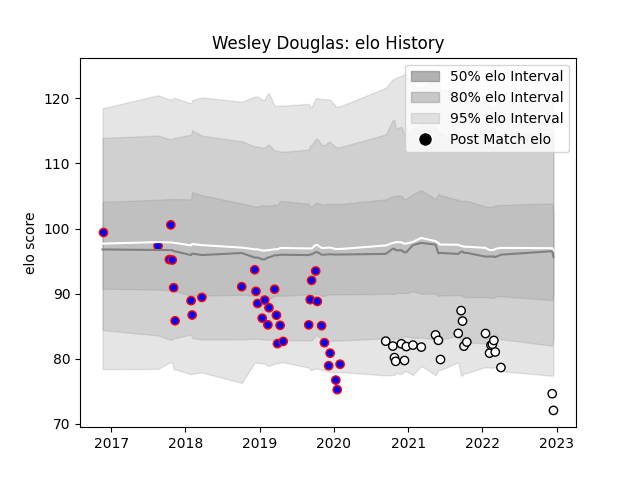 Wesley Douglas: elo History
50% elo Interval
80% elo Interval
95% elo Interval
Post Match elo
elo score
120
110
100
90
80
70
2017 2018 2019 2020 2021 2022 2023